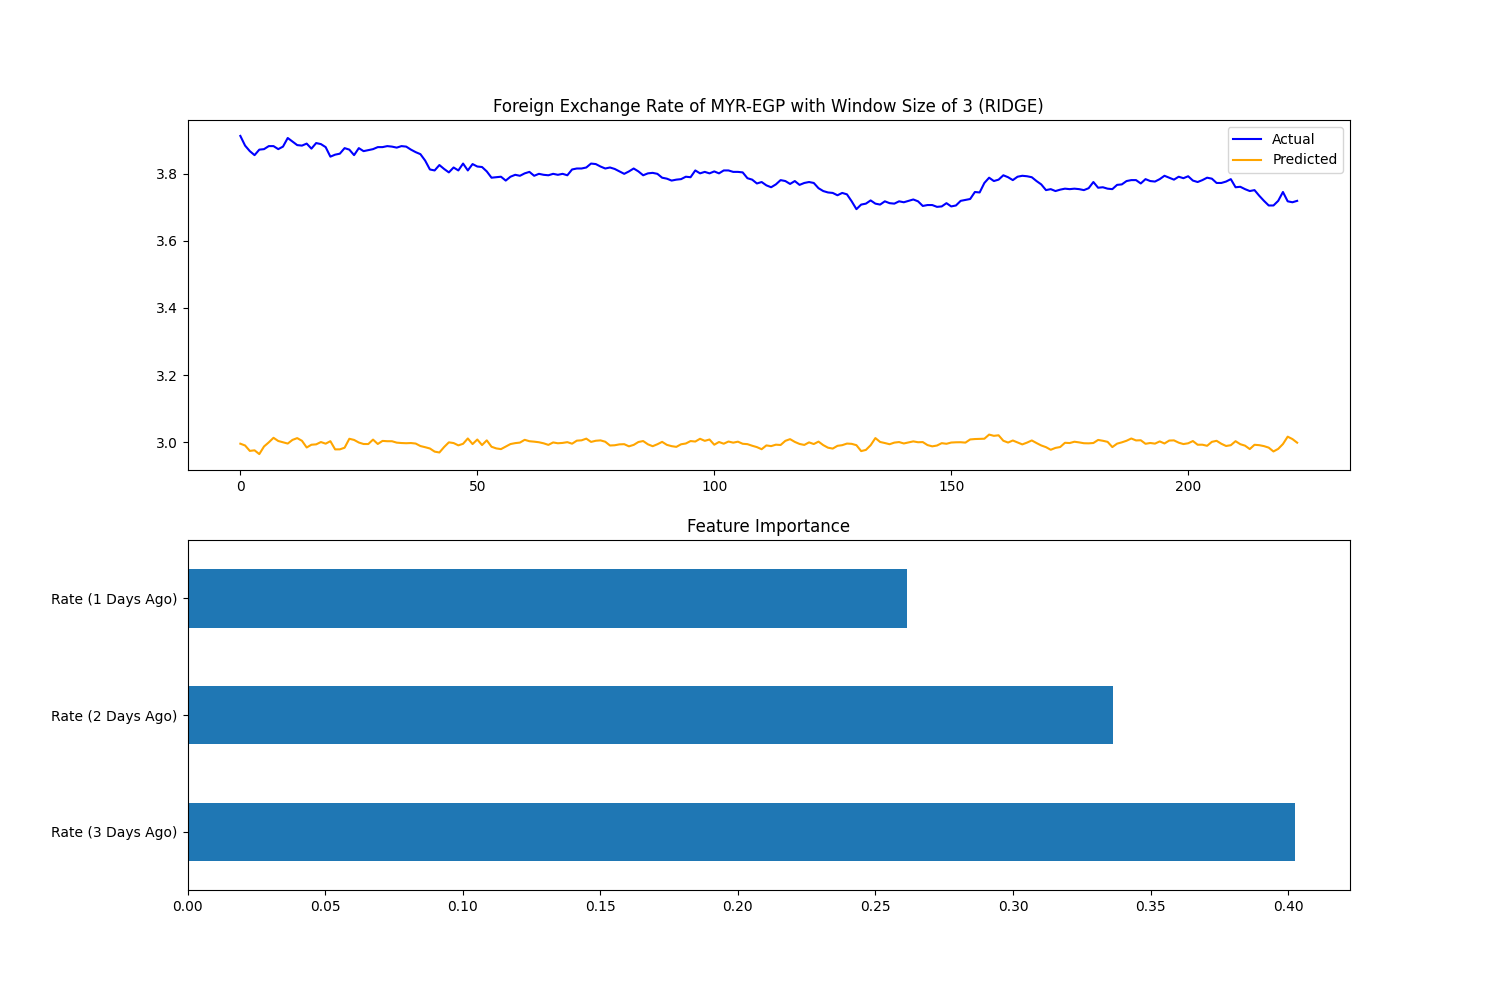 Foreign Exchange Rate of MYR-EGP with Window Size of 3 (RIDGE)
Actual
Predicted
3.8
3.6
3.4
3.2
3.0
0 50 100 150 200
Feature Importance
Rate (1 Days Ago)
Rate (2 Days Ago)
Rate (3 Days Ago)
0.00 0.05 0.10 0.15 0.20 0.25 0.30 0.35 0.40